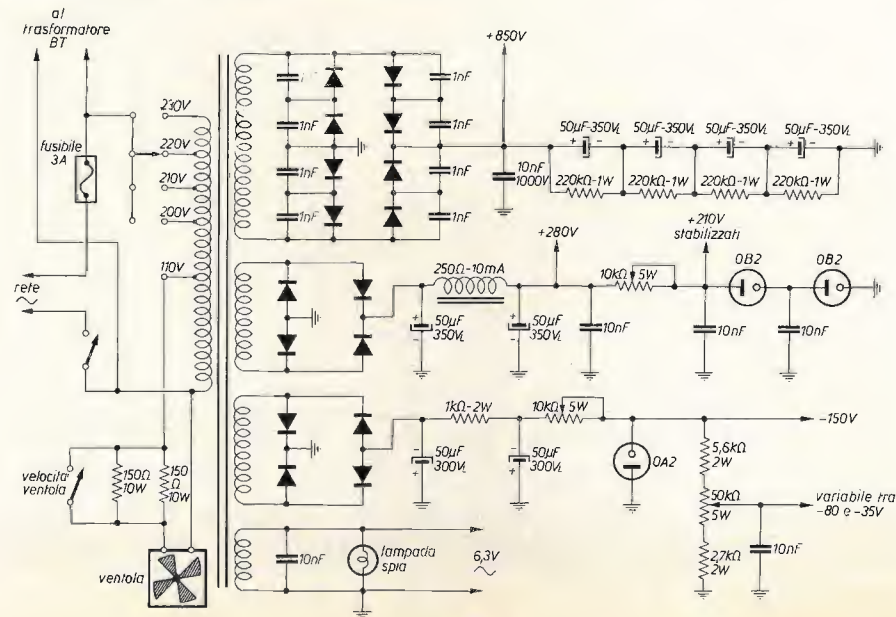 al
trasformatore
BT
fusibile
3A
230V
220V
210V
200V
110V
rete
velocità
ventola
150Ω
10W
150
Ω
10W
ventola
1nF
1nF
1nF
1nF
1nF
1nF
1nF
+850V
10nF
1000V
50µF-350VL
50µF-350VL
50µF-350VL
50µF-350VL
220kΩ-1W
220kΩ-1W
220kΩ-1W
220kΩ-1W
250Ω-10mA
+280V
10kΩ
5W
+210V
stabilizzati
OB2
OB2
50µF
350VL
50µF
350VL
10nF
10nF
10nF
1kΩ-2W
10kΩ
5W
-150V
50µF
300VL
50µF
300VL
OA2
5,6kΩ
2W
50kΩ
5W
variabile tra
-80 e -35V
2,7kΩ
2W
10nF
10nF
lampada
spia
6,3V